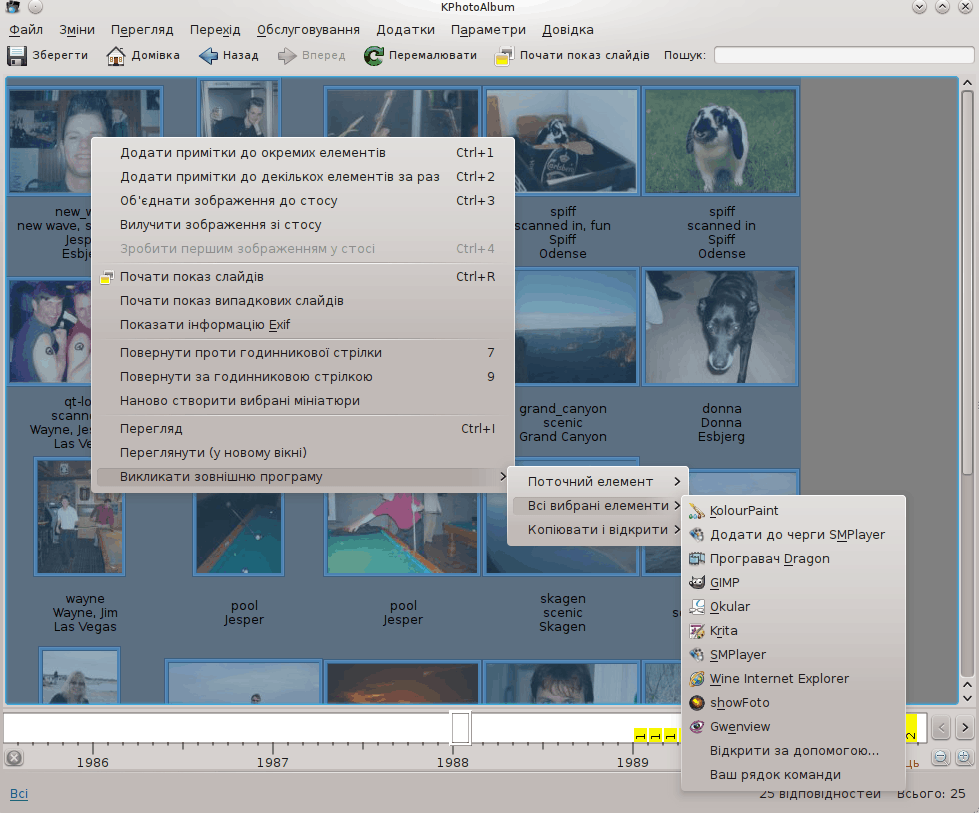 KPhotoAlbum
Файл Зміни Перегляд Перехід Обслуговування Додатки Параметри Довідка
Зберегти Домівка Назад Вперед Перемалювати Почати показ слайдів Пошук:
Додати примітки до окремих елементів Ctrl+1
Додати примітки до декількох елементів за раз Ctrl+2
Об'єднати зображення до стосу Ctrl+3
Вилучити зображення зі стосу
Зробити першим зображенням у стосі Ctrl+4
Почати показ слайдів Ctrl+R
Почати показ випадкових слайдів
Показати інформацію Exif
Повернути проти годинникової стрілки 7
Повернути за годинниковою стрілкою 9
Наново створити вибрані мініатюри
Перегляд Ctrl+I
Переглянути (у новому вікні)
Викликати зовнішню програму
Поточний елемент
Всі вибрані елементи
Копіювати і відкрити
KolourPaint
Додати до черги SMPlayer
Програвач Dragon
GIMP
Okular
Krita
SMPlayer
Wine Internet Explorer
showFoto
Gwenview
Відкрити за допомогою...
Ваш рядок команди
new_w
new wave, s
Jesp
Esbje
spiff
scanned in, fun
Spiff
Odense
spiff
scanned in
Spiff
Odense
qt-lo
scann
Wayne, Jes
Las Ve
grand_canyon
scenic
Grand Canyon
donna
Donna
Esbjerg
wayne
Wayne, Jim
Las Vegas
pool
Jesper
pool
Jesper
skagen
scenic
Skagen
1 1 1 2
1986 1987 1988 1989
Всі 25 відповідностей Всього: 25